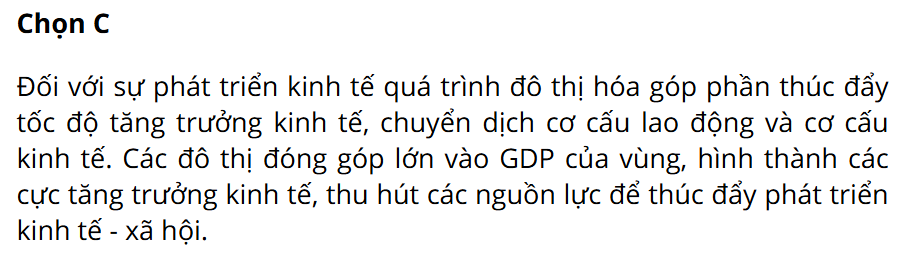 Chọn C
Đối với sự phát triển kinh tế quá trình đô thị hóa góp phần thúc đẩy
tốc độ tăng trưởng kinh tế, chuyển dịch cơ cấu lao động và cơ cấu
kinh tế. Các đô thị đóng góp lớn vào GDP của vùng, hình thành các
cực tăng trưởng kinh tế, thu hút các nguồn lực để thúc đẩy phát triển
kinh tế - xã hội.